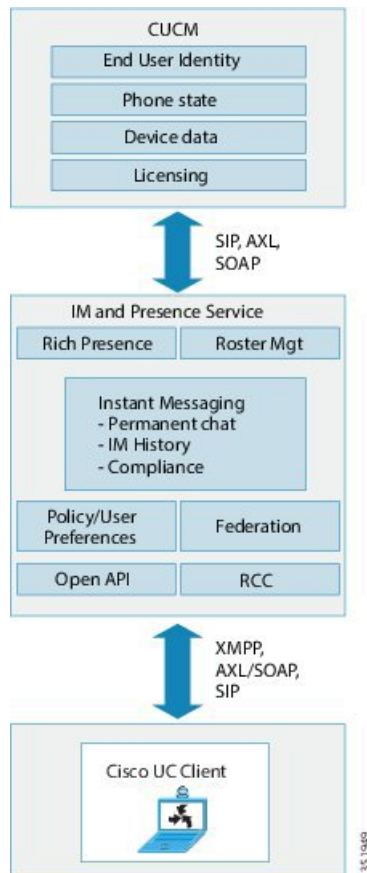 CUCM
End User Identity
Phone state
Device data
Licensing
SIP, AXL,
SOAP
IM and Presence Service
Rich Presence
Roster Mgt
Instant Messaging
- Permanent chat
- IM History
- Compliance
Policy/User
Preferences
Federation
Open API
RCC
XMPP,
AXL/SOAP,
SIP
Cisco UC Client
351949